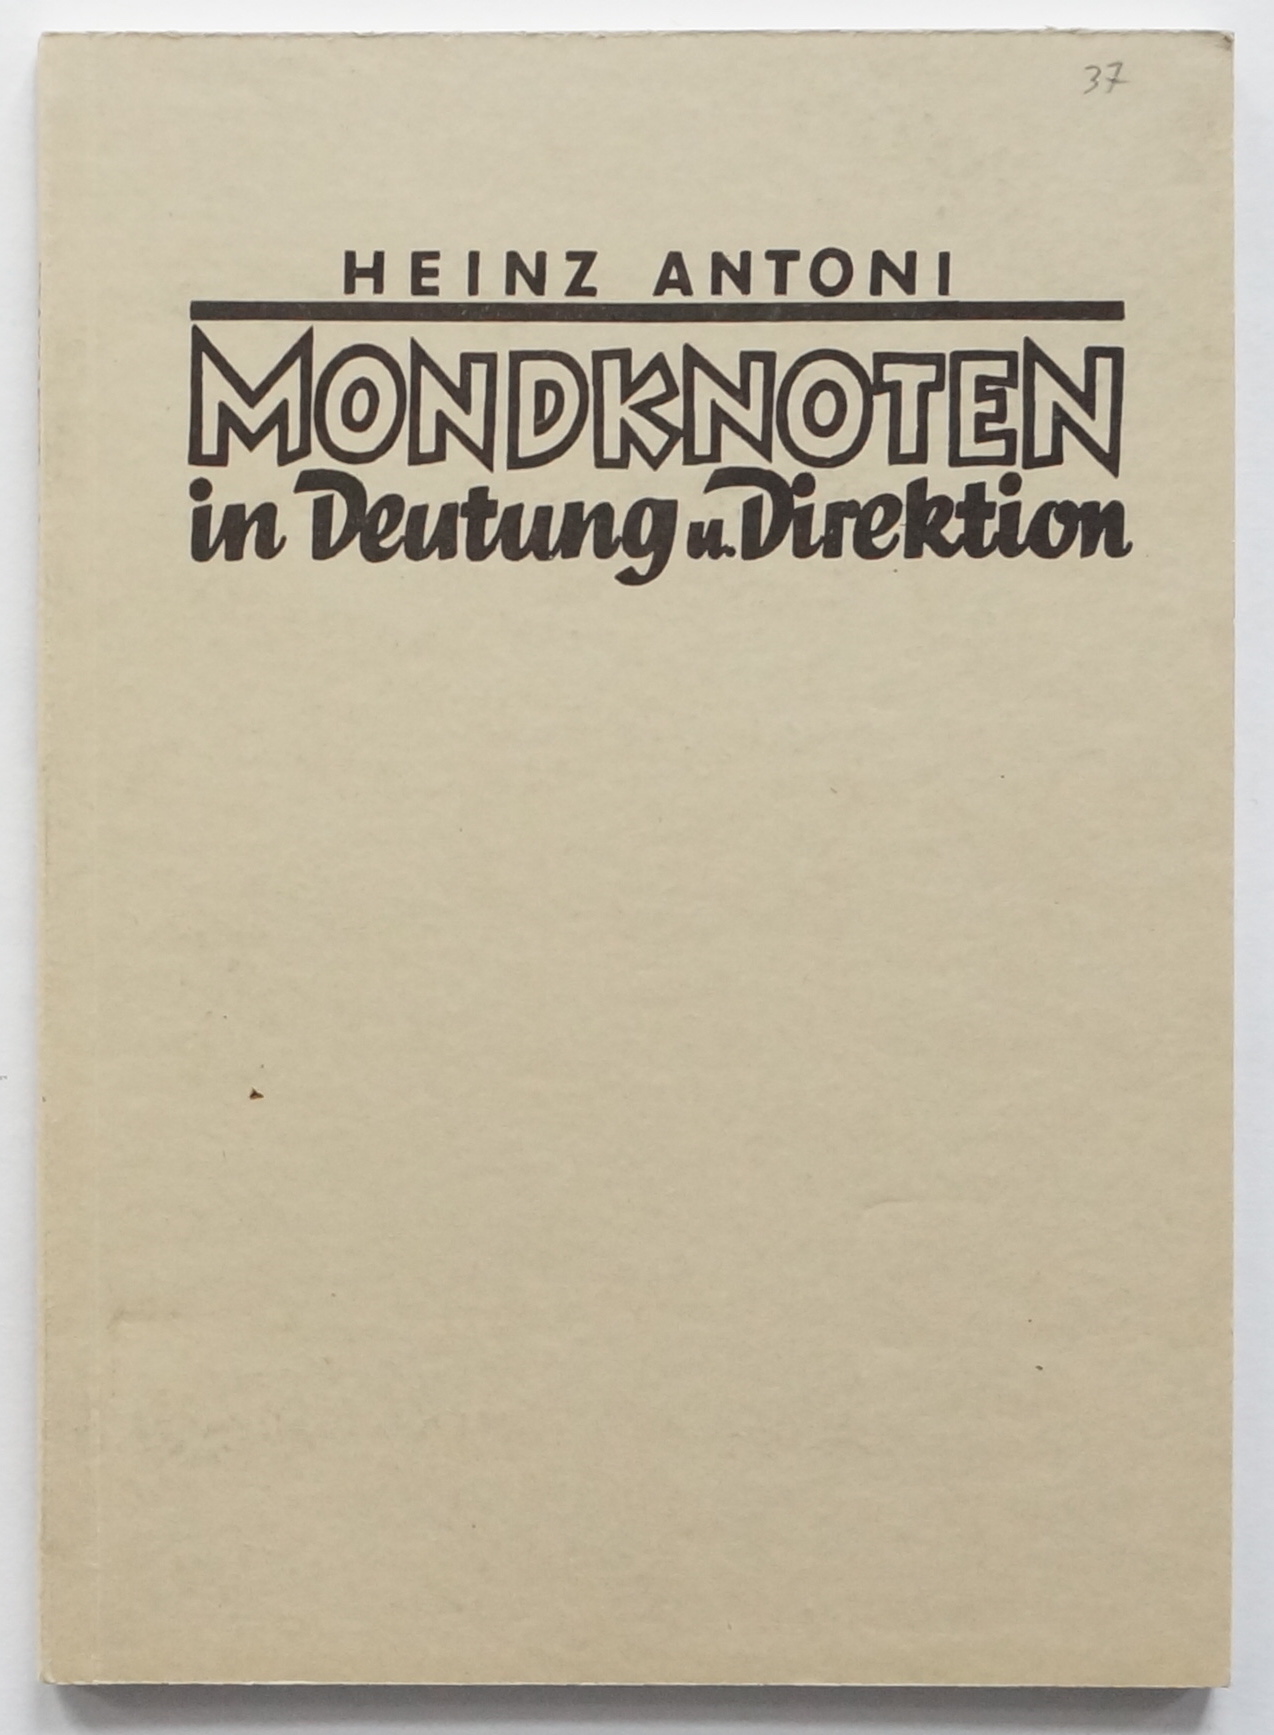 37
HEINZ ANTONI
MONDKNOTEN
in Deutung u. Direktion